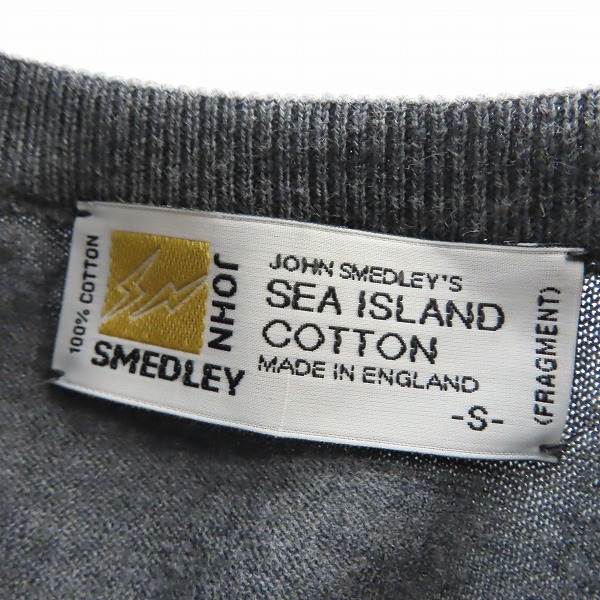 100% COTTON
JOHN
SMEDLEY
JOHN SMEDLEY'S
SEA ISLAND
COTTON
MADE IN ENGLAND
-S-
(FRAGMENT)